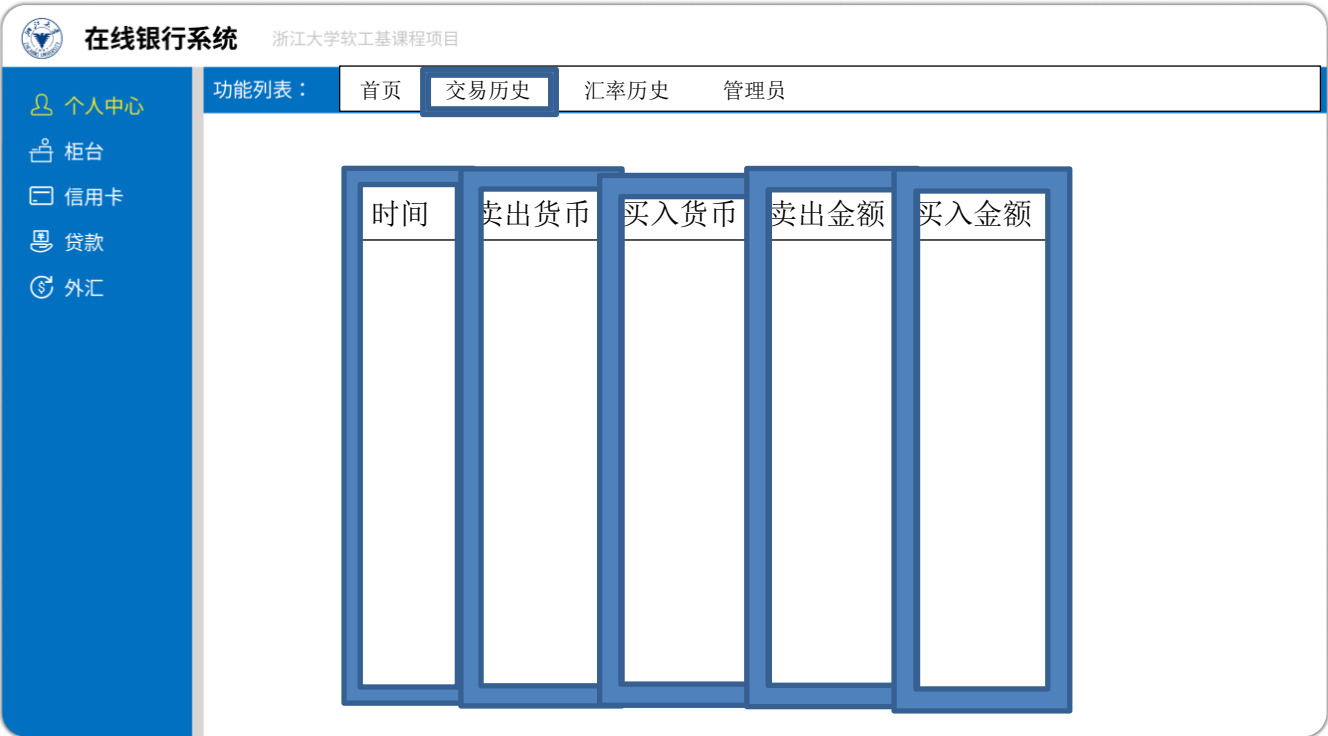 在线银行系统 浙江大学软工基课程项目
功能列表： 首页 交易历史 汇率历史 管理员
个人中心
柜台
信用卡
贷款
外汇
时间 卖出货币 买入货币 卖出金额 买入金额